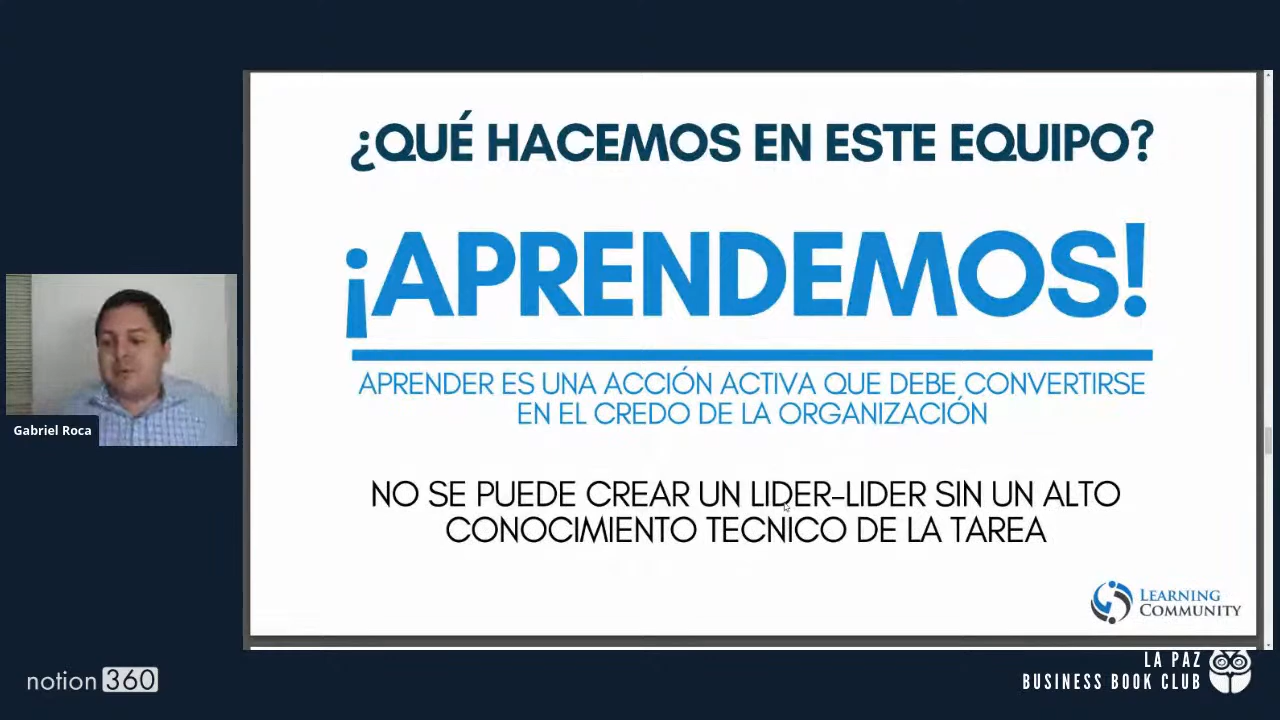 ¿QUÉ HACEMOS EN ESTE EQUIPO?
¡APRENDEMOS!
APRENDER ES UNA ACCIÓN ACTIVA QUE DEBE CONVERTIRSE
EN EL CREDO DE LA ORGANIZACIÓN
NO SE PUEDE CREAR UN LIDER-LIDER SIN UN ALTO
CONOCIMIENTO TECNICO DE LA TAREA
LEARNING
COMMUNITY
Gabriel Roca
notion 360
LA PAZ
BUSINESS BOOK CLUB